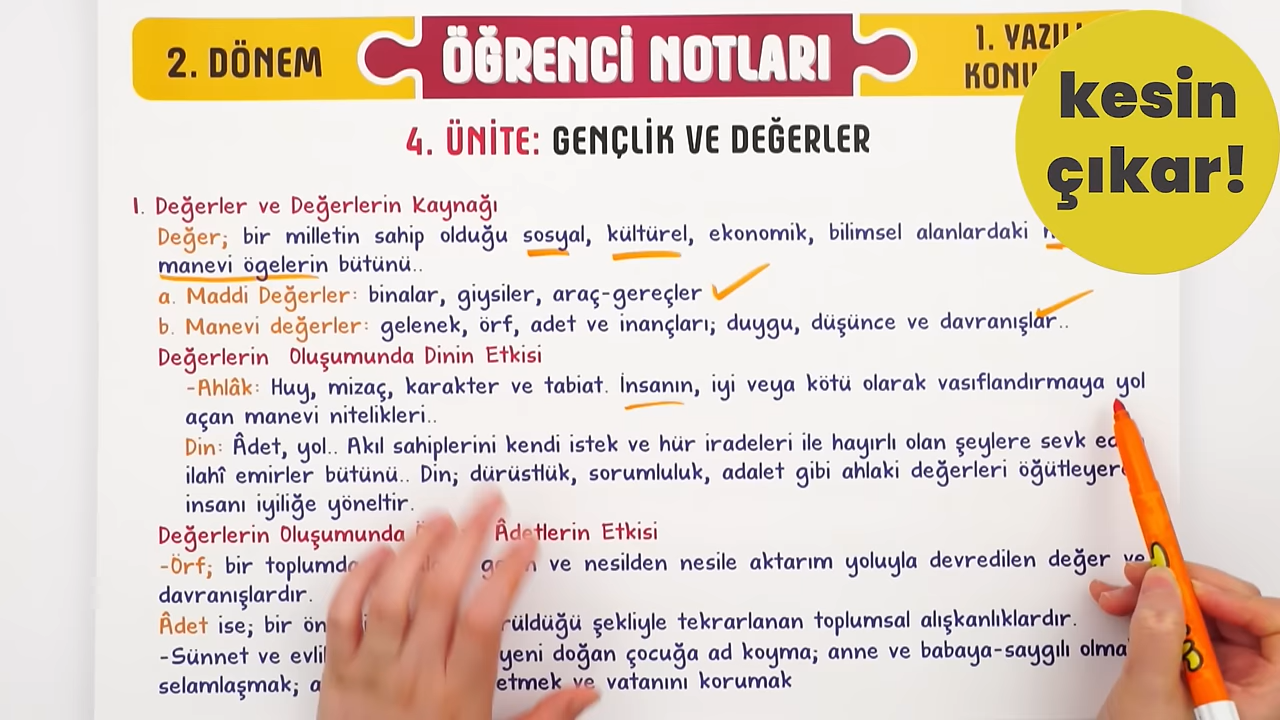 2. DÖNEM
ÖĞRENCİ NOTLARI
1.
kesin
çıkar!
4. ÜNİTE: GENÇLİK VE DEĞERLER
1. Değerler ve Değerlerin Kaynağı
Değer; bir milletin sahip olduğu sosyal, kültürel, ekonomik, bilimsel alanlardaki
manevi ögelerin bütünü..
a. Maddi Değerler: binalar, giysiler, araç-gereçler
b. Manevi değerler: gelenek, örf, adet ve inançları; duygu, düşünce ve davranışlar..
Değerlerin Oluşumunda Dinin Etkisi
-Ahlâk: Huy, mizaç, karakter ve tabiat. İnsanın, iyi veya kötü olarak vasıflandırmaya yol
açan manevi nitelikleri..
Din: Âdet, yol.. Akıl sahiplerini kendi istek ve hür iradeleri ile hayırlı olan şeylere sevk
ilahî emirler bütünü.. Din; dürüstlük, sorumluluk, adalet gibi ahlaki değerleri
insanı iyiliğe yöneltir.
Değerlerin Oluşumunda Âdetlerin Etkisi
-Örf; bir ve nesilden nesile aktarım yoluyla devredilen değer ve
davranışlardır.
Âdet ise; bir şekliyle tekrarlanan toplumsal alışkanlıklardır.
-Sünnet ve yeni doğan çocuğa ad koyma; anne ve babaya-saygılı
selamlaşmak; etmek ve vatanını korumak